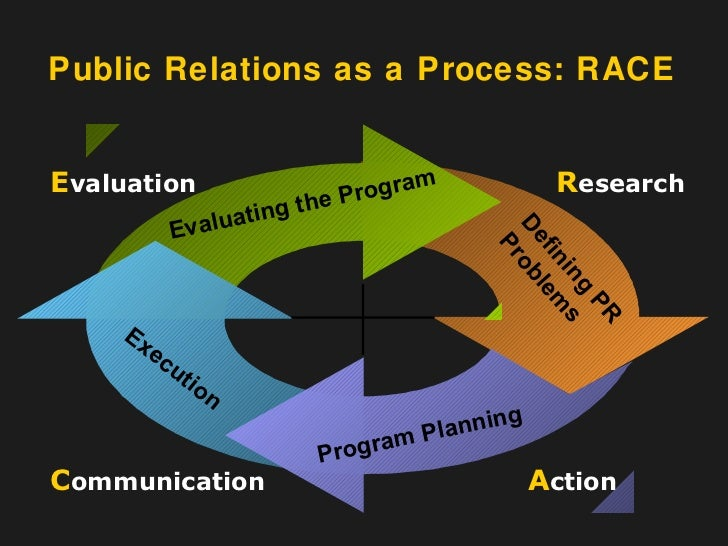 Public Relations as a Process: RACE
Evaluation
Research
Evaluating the Program
Defining PR
Problems
Execution
Program Planning
Communication
Action